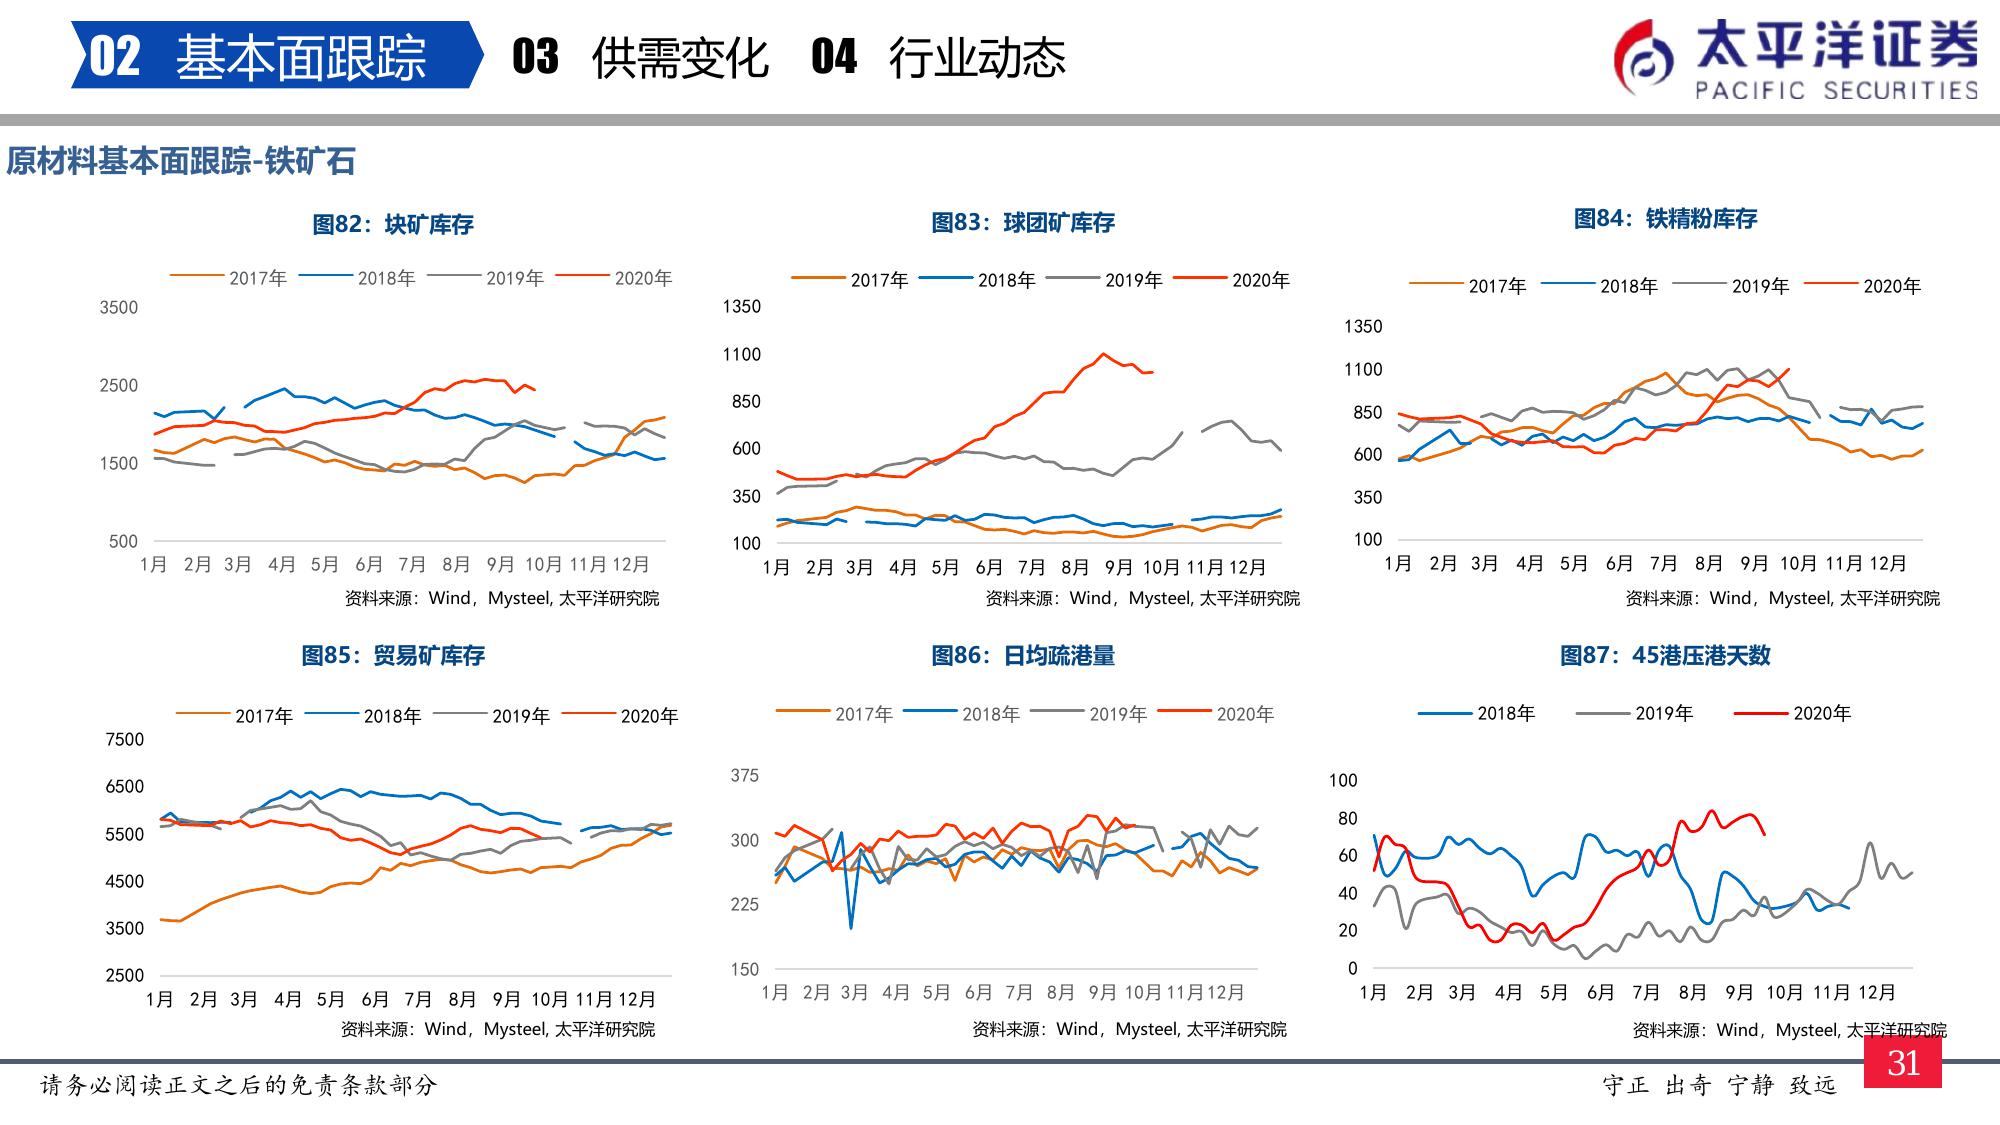 02 基本面跟踪 03 供需变化 04 行业动态
太平洋证券
PACIFIC SECURITIES
原材料基本面跟踪-铁矿石
图82：块矿库存
2017年 2018年 2019年 2020年
3500
2500
1500
500
1月 2月 3月 4月 5月 6月 7月 8月 9月 10月 11月 12月
资料来源：Wind，Mysteel, 太平洋研究院
图83：球团矿库存
2017年 2018年 2019年 2020年
1350
1100
850
600
350
100
1月 2月 3月 4月 5月 6月 7月 8月 9月 10月 11月 12月
资料来源：Wind，Mysteel, 太平洋研究院
图84：铁精粉库存
2017年 2018年 2019年 2020年
1350
1100
850
600
350
100
1月 2月 3月 4月 5月 6月 7月 8月 9月 10月 11月 12月
资料来源：Wind，Mysteel, 太平洋研究院
图85：贸易矿库存
2017年 2018年 2019年 2020年
7500
6500
5500
4500
3500
2500
1月 2月 3月 4月 5月 6月 7月 8月 9月 10月 11月 12月
资料来源：Wind，Mysteel, 太平洋研究院
图86：日均疏港量
2017年 2018年 2019年 2020年
375
300
225
150
1月 2月 3月 4月 5月 6月 7月 8月 9月 10月 11月 12月
资料来源：Wind，Mysteel, 太平洋研究院
图87：45港压港天数
2018年 2019年 2020年
100
80
60
40
20
0
1月 2月 3月 4月 5月 6月 7月 8月 9月 10月 11月 12月
资料来源：Wind，Mysteel, 太平洋研究院
请务必阅读正文之后的免责条款部分
守正 出奇 宁静 致远
31